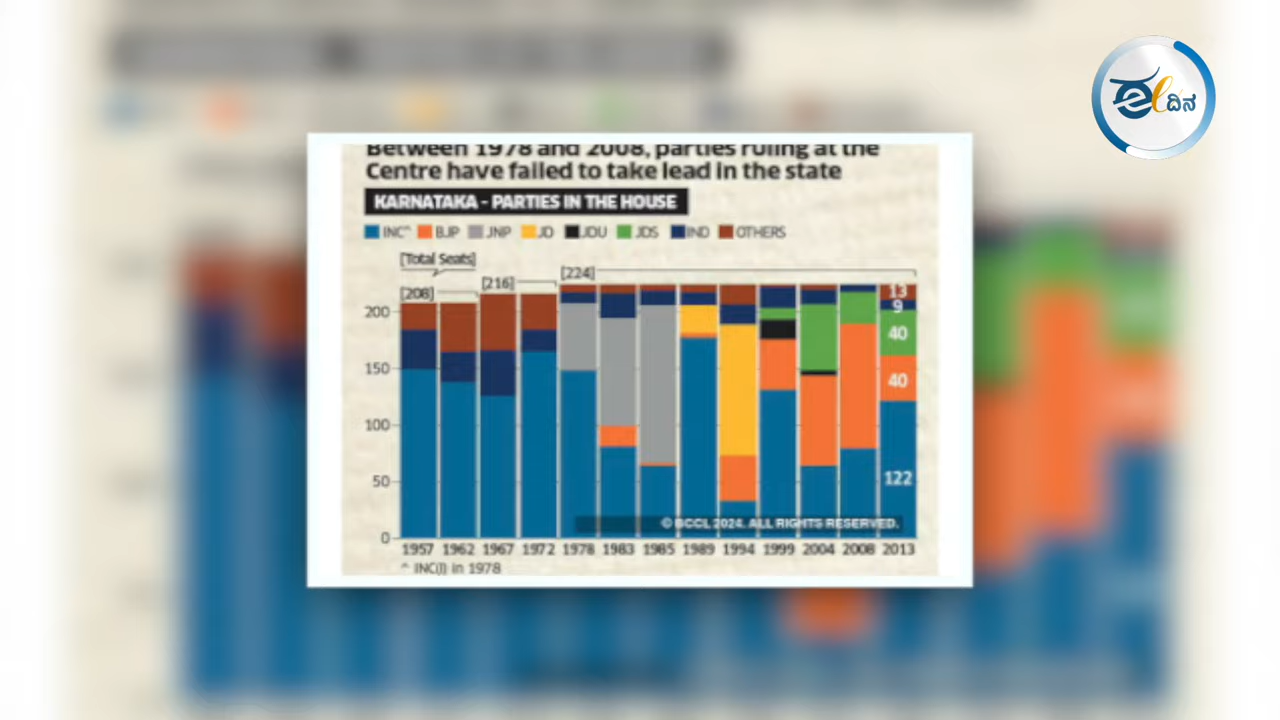 ಈ el ದಿನ
Between 1978 and 2008, parties ruling at the
Centre have failed to take lead in the state
KARNATAKA - PARTIES IN THE HOUSE
INC^ BJP JNP JD JDU JDS IND OTHERS
[Total Seats]
[208] [216] [224]
200
150
100
50
0
13
9
40
40
122
© BCCL 2024. ALL RIGHTS RESERVED.
1957 1962 1967 1972 1978 1983 1985 1989 1994 1999 2004 2008 2013
^ INC(I) in 1978